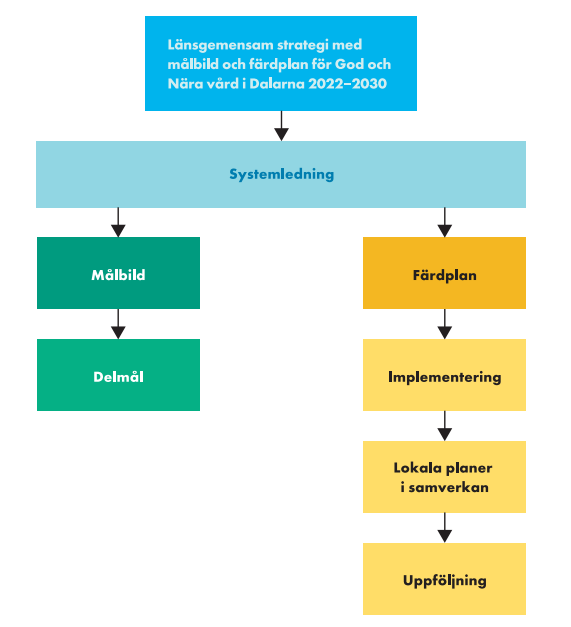 Länsgemensam strategi med
målbild och färdplan för God och
Nära vård i Dalarna 2022–2030
Systemledning
Målbild
Färdplan
Delmål
Implementering
Lokala planer
i samverkan
Uppföljning